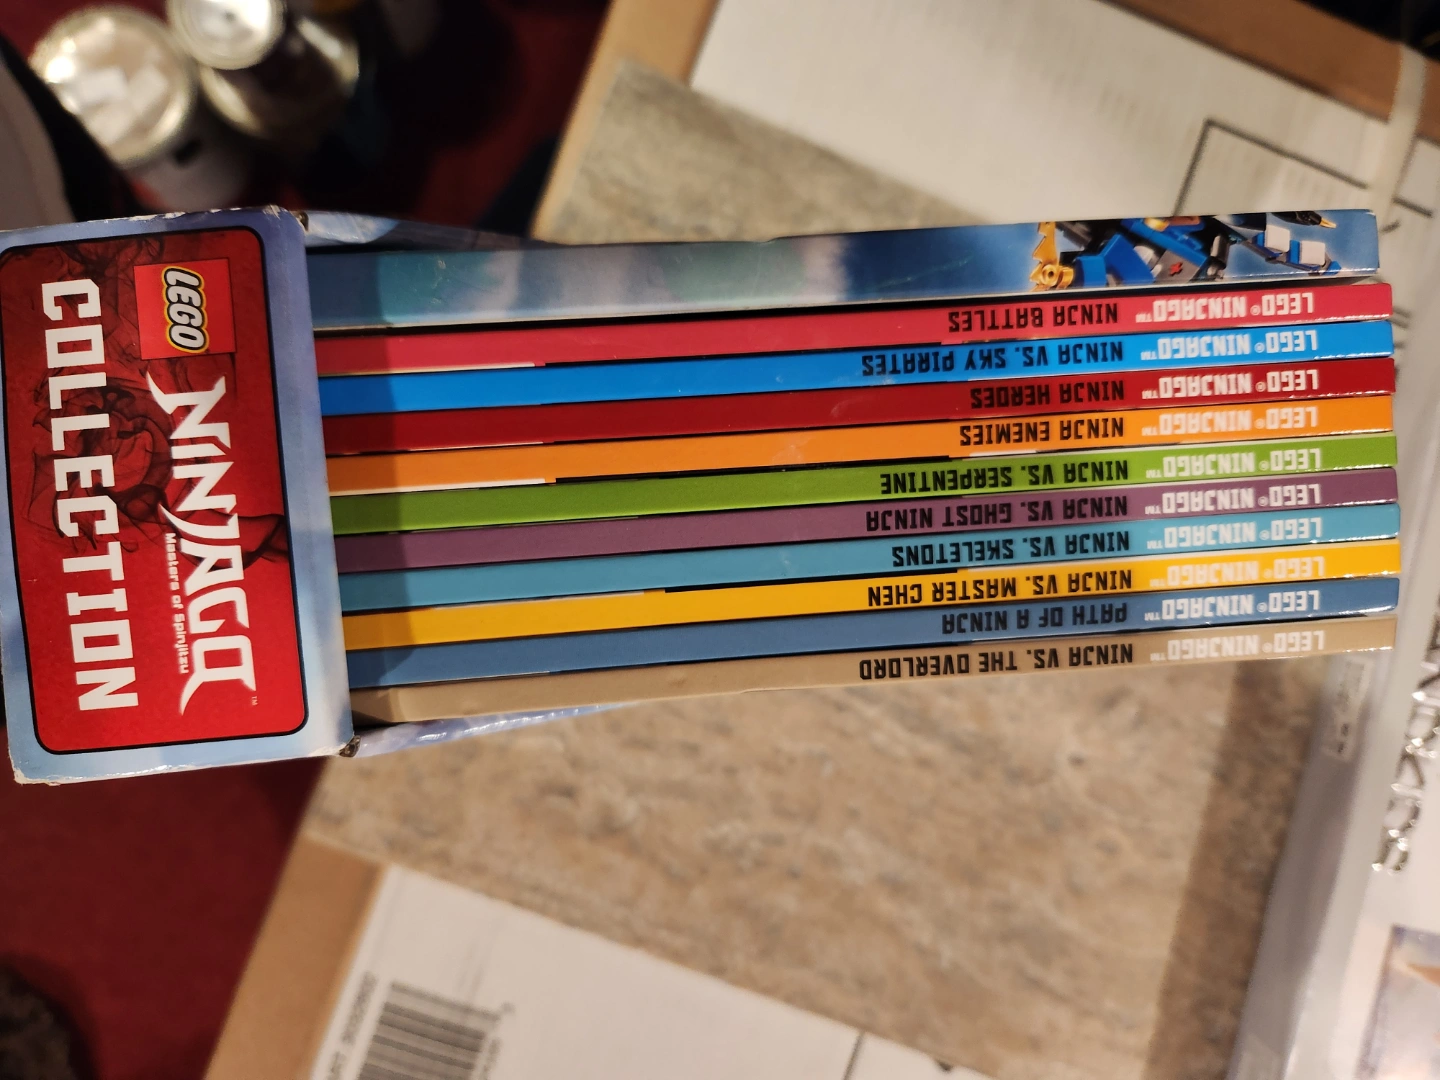 LEGO
NINJAGO™
Masters of Spinjitzu
COLLECTION
LEGO® NINJAGO™ NINJA BATTLES
LEGO® NINJAGO™ NINJA VS. SKY PIRATES
LEGO® NINJAGO™ NINJA HEROES
LEGO® NINJAGO™ NINJA ENEMIES
LEGO® NINJAGO™ NINJA VS. SERPENTINE
LEGO® NINJAGO™ NINJA VS. GHOST NINJA
LEGO® NINJAGO™ NINJA VS. SKELETONS
LEGO® NINJAGO™ NINJA VS. MASTER CHEN
LEGO® NINJAGO™ PATH OF A NINJA
LEGO® NINJAGO™ NINJA VS. THE OVERLORD